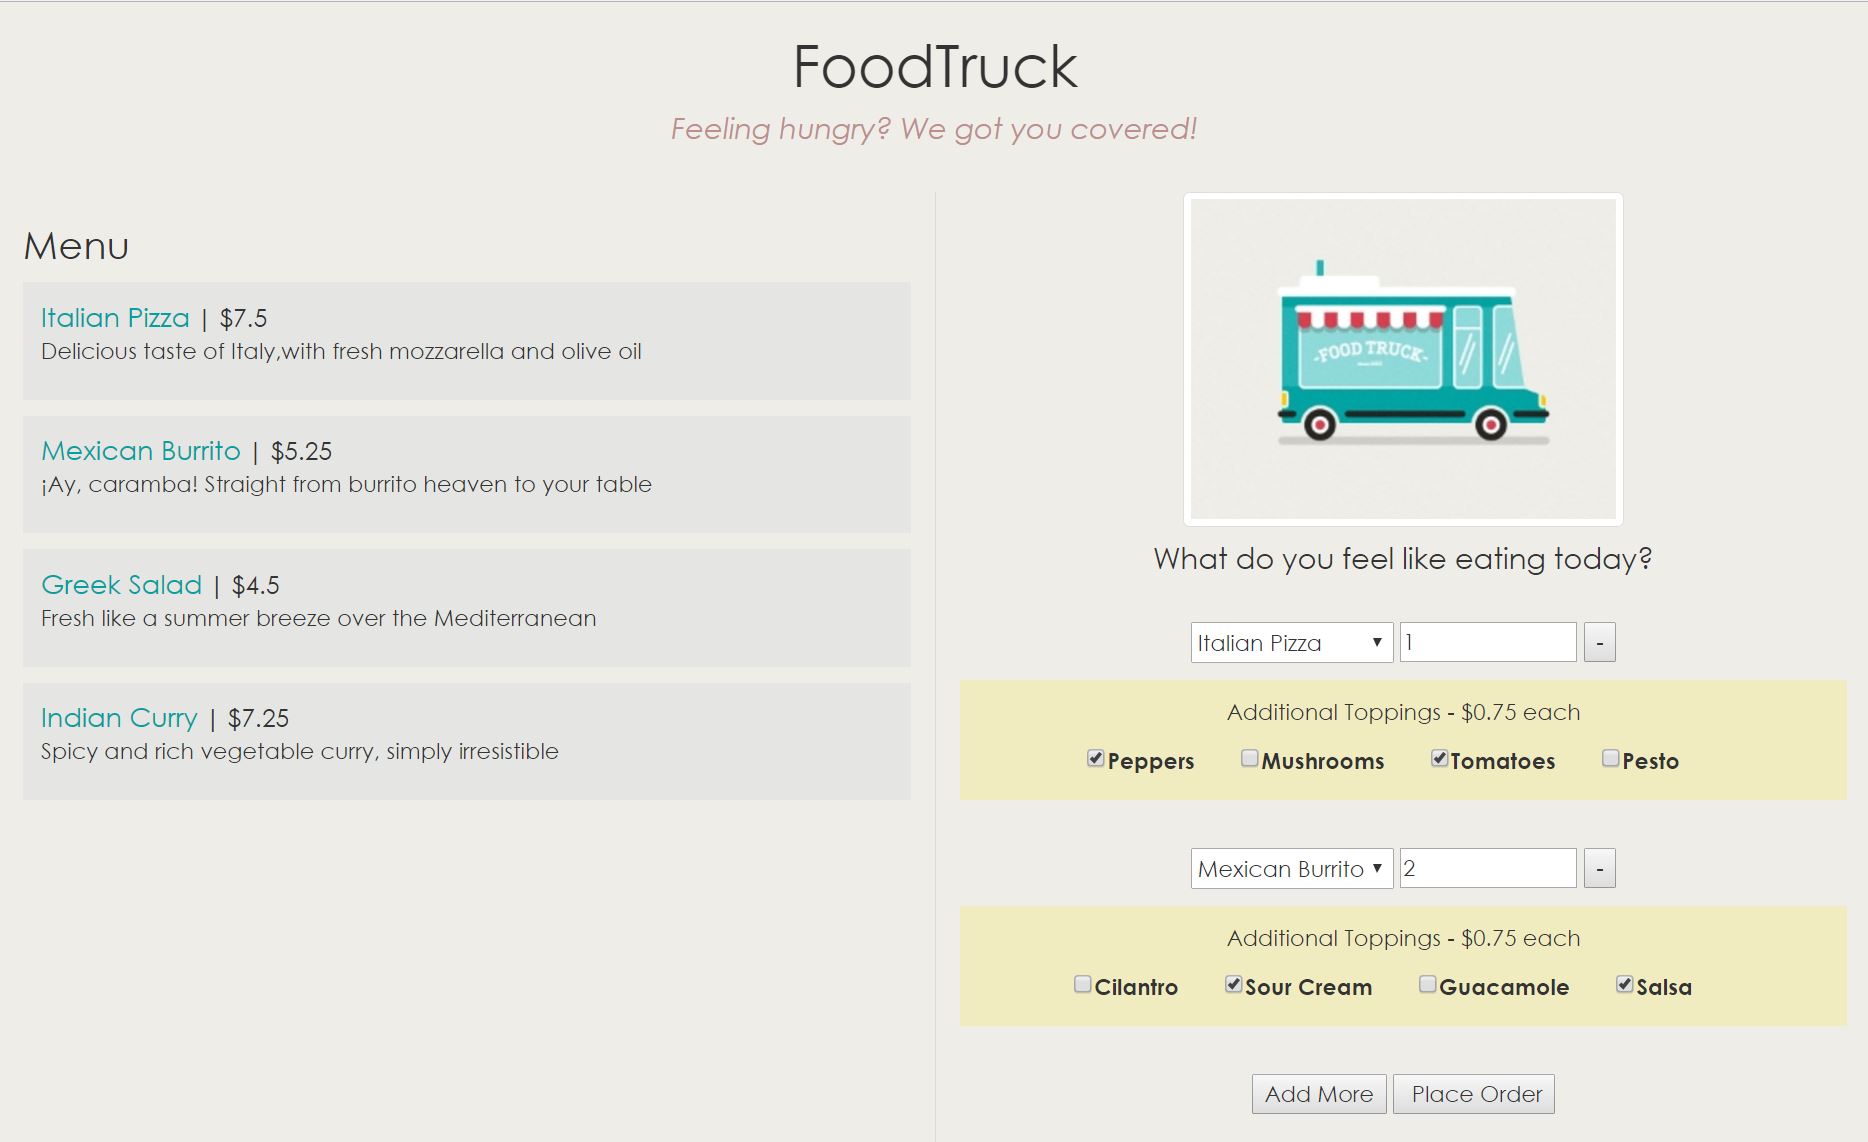 FoodTruck
Feeling hungry? We got you covered!
Menu
Italian Pizza | $7.5
Delicious taste of Italy,with fresh mozzarella and olive oil
Mexican Burrito | $5.25
¡Ay, caramba! Straight from burrito heaven to your table
Greek Salad | $4.5
Fresh like a summer breeze over the Mediterranean
Indian Curry | $7.25
Spicy and rich vegetable curry, simply irresistible
-FOOD TRUCK-
What do you feel like eating today?
Italian Pizza 1 -
Additional Toppings - $0.75 each
Peppers Mushrooms Tomatoes Pesto
Mexican Burrito 2 -
Additional Toppings - $0.75 each
Cilantro Sour Cream Guacamole Salsa
Add More Place Order